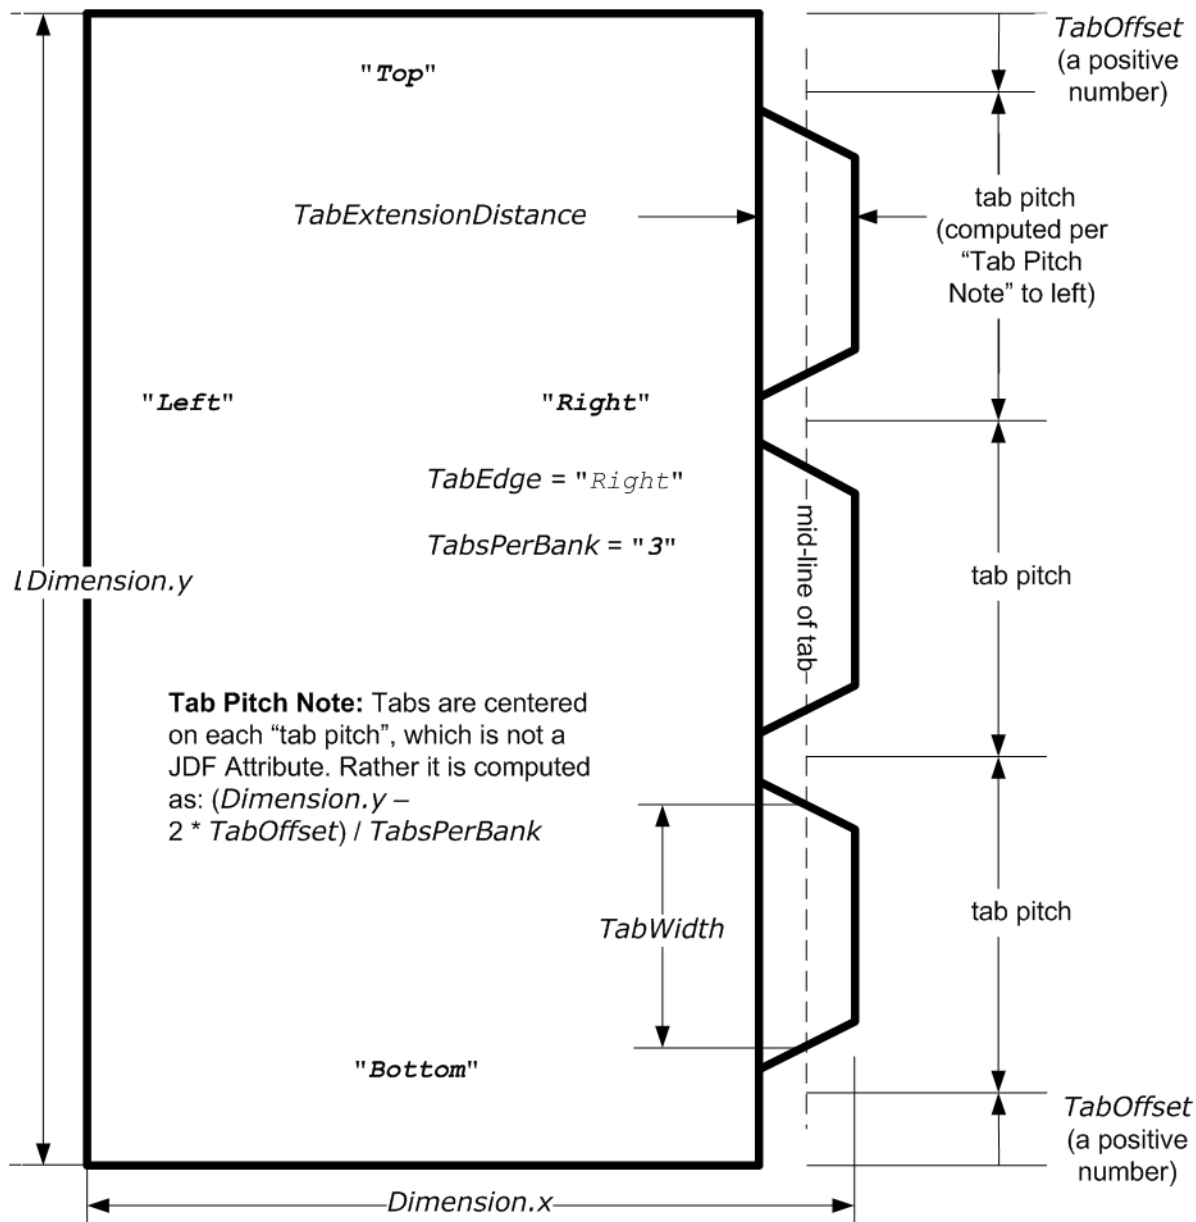 TabOffset
(a positive
number)
"Top"
tab pitch
(computed per
“Tab Pitch
Note” to left)
TabExtensionDistance
"Left"
"Right"
TabEdge = "Right"
TabsPerBank = "3"
mid-line of tab
Dimension.y
tab pitch
Tab Pitch Note: Tabs are centered
on each “tab pitch”, which is not a
JDF Attribute. Rather it is computed
as: (Dimension.y –
2 * TabOffset) / TabsPerBank
TabWidth
tab pitch
"Bottom"
TabOffset
(a positive
number)
Dimension.x